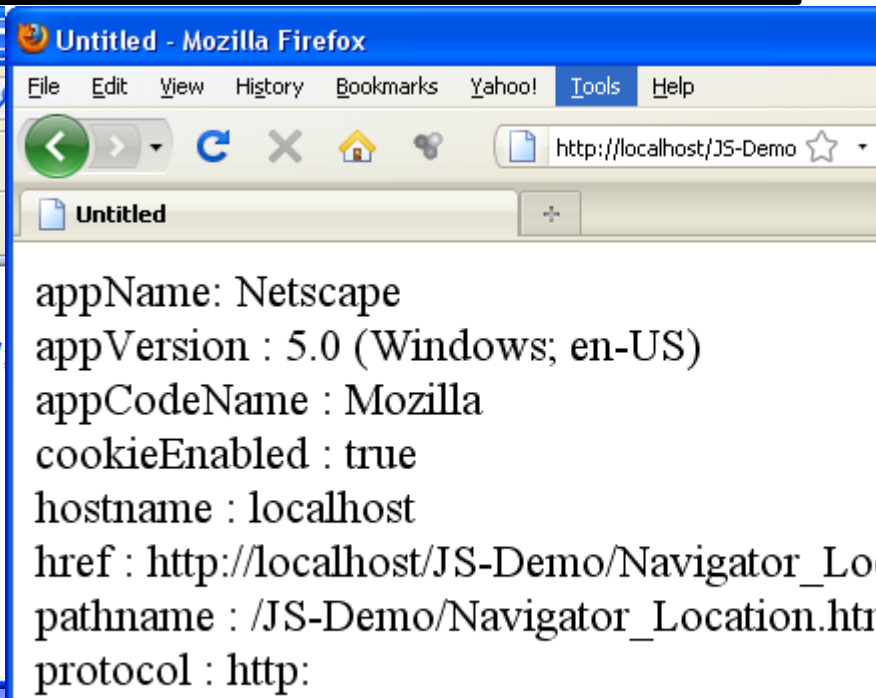 Untitled - Mozilla Firefox
File Edit View History Bookmarks Yahoo! Tools Help
http://localhost/JS-Demo
Untitled
appName: Netscape
appVersion : 5.0 (Windows; en-US)
appCodeName : Mozilla
cookieEnabled : true
hostname : localhost
href : http://localhost/JS-Demo/Navigator_Lo
pathname : /JS-Demo/Navigator_Location.htm
protocol : http: